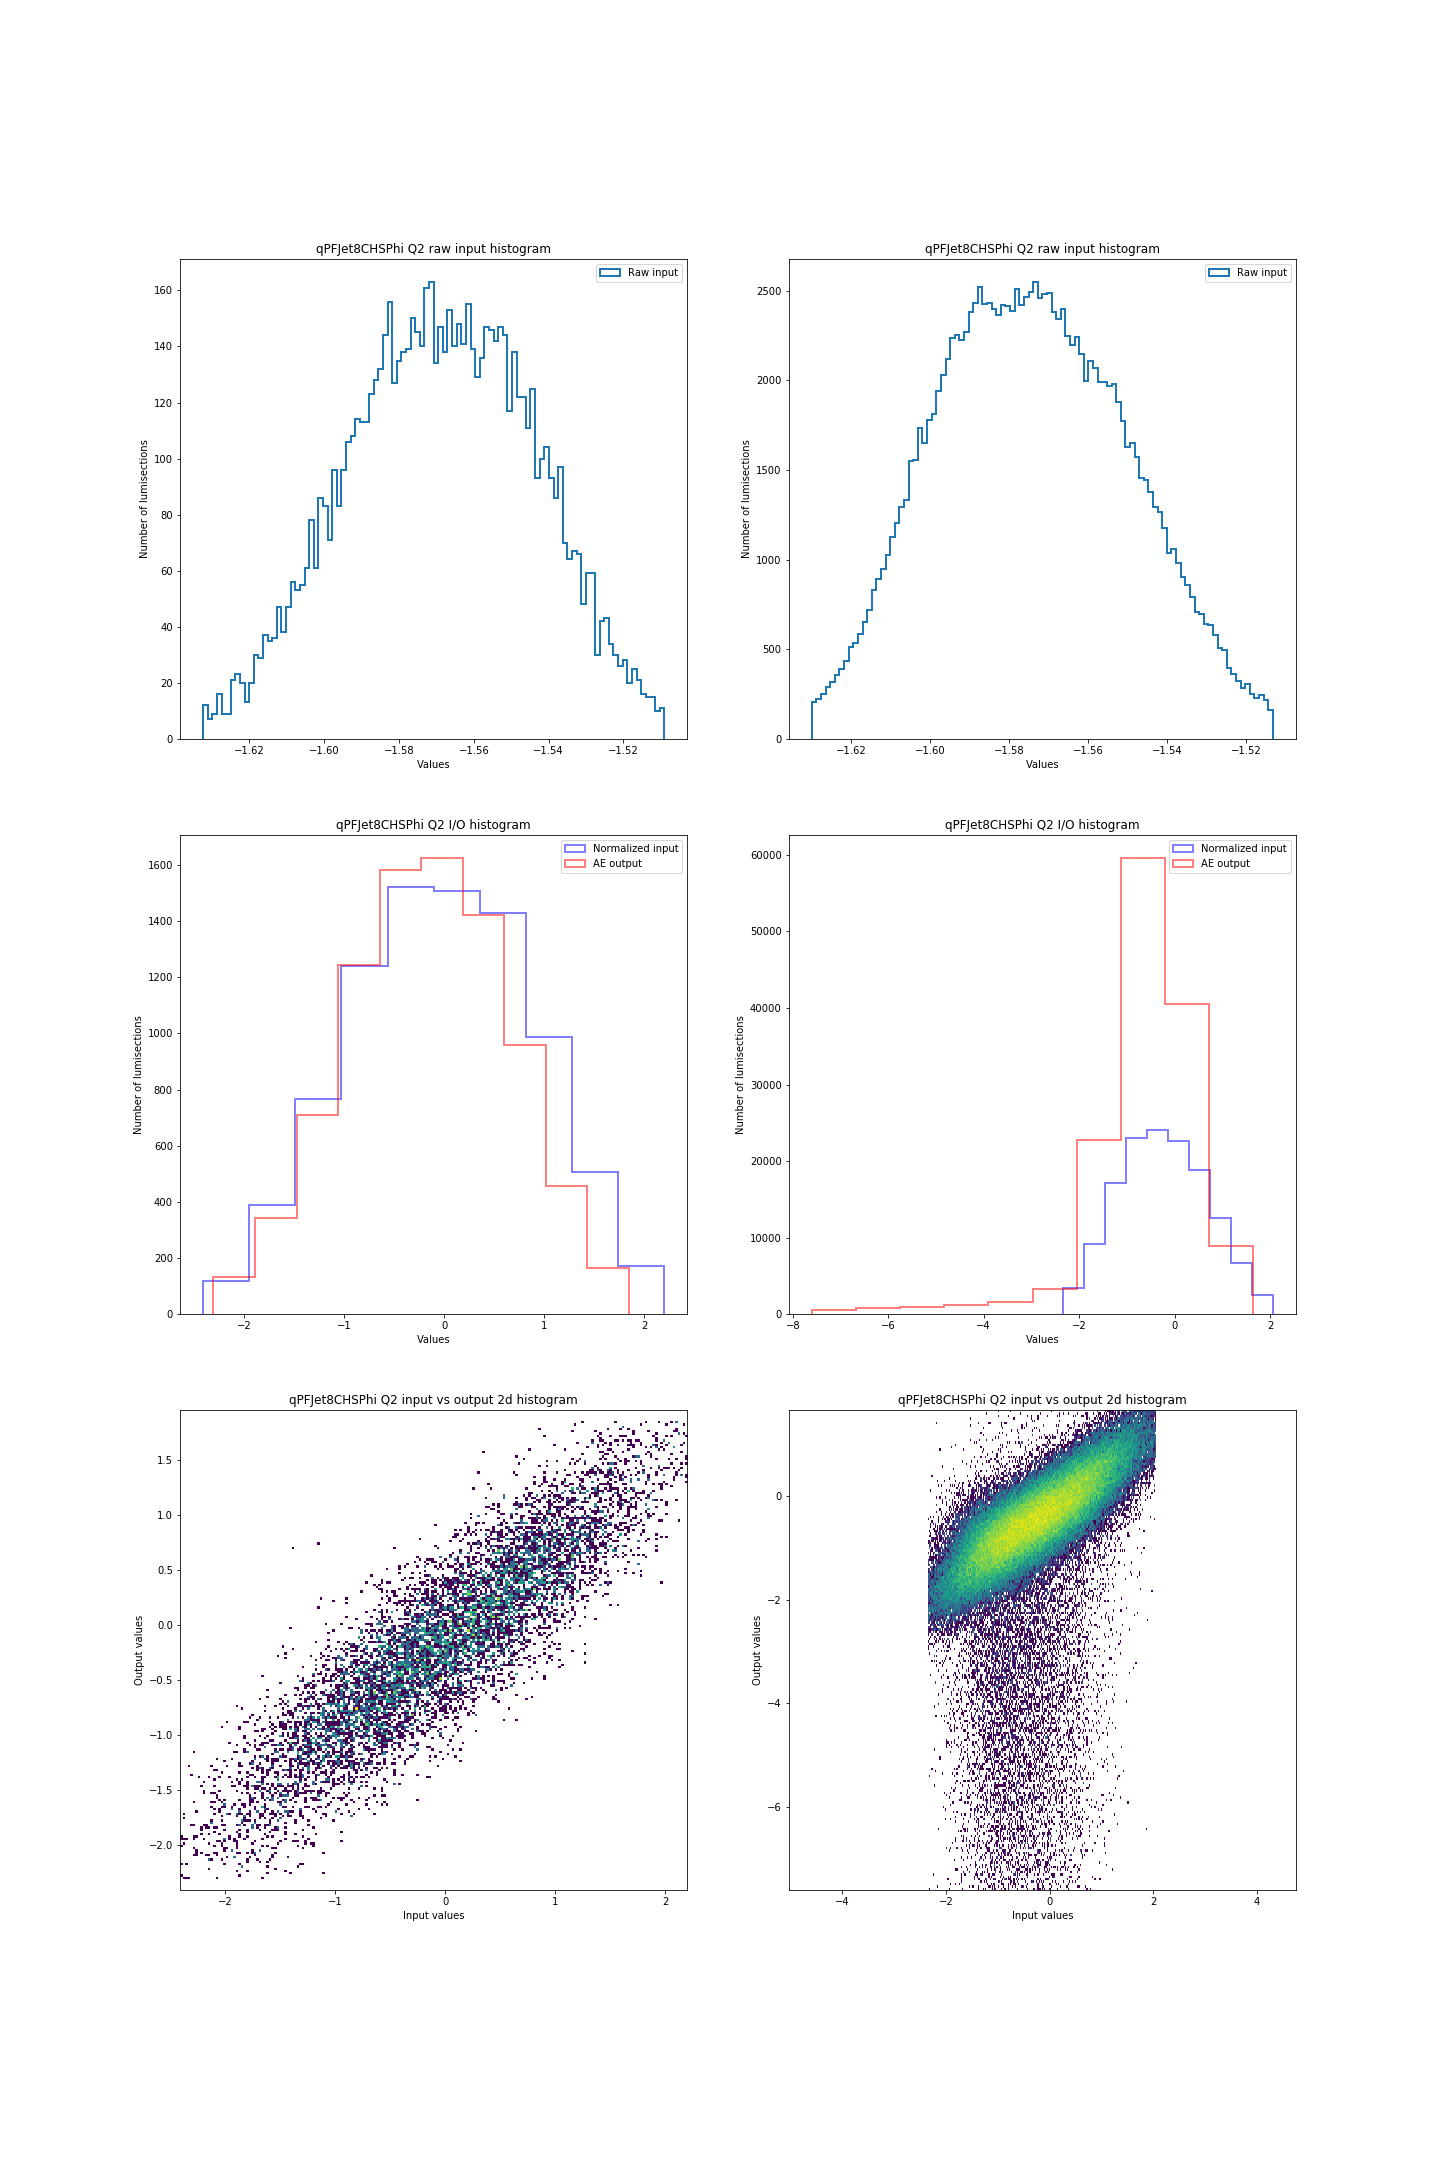 qPFJet8CHSPhi Q2 raw input histogram
Raw input
Number of lumisections
160
140
120
100
80
60
40
20
0
−1.62 −1.60 −1.58 −1.56 −1.54 −1.52
Values
qPFJet8CHSPhi Q2 raw input histogram
Raw input
Number of lumisections
2500
2000
1500
1000
500
0
−1.62 −1.60 −1.58 −1.56 −1.54 −1.52
Values
qPFJet8CHSPhi Q2 I/O histogram
Normalized input
AE output
Number of lumisections
1600
1400
1200
1000
800
600
400
200
0
−2 −1 0 1 2
Values
qPFJet8CHSPhi Q2 I/O histogram
Normalized input
AE output
Number of lumisections
60000
50000
40000
30000
20000
10000
0
−8 −6 −4 −2 0 2
Values
qPFJet8CHSPhi Q2 input vs output 2d histogram
Output values
1.5
1.0
0.5
0.0
−0.5
−1.0
−1.5
−2.0
−2 −1 0 1 2
Input values
qPFJet8CHSPhi Q2 input vs output 2d histogram
Output values
0
−2
−4
−6
−4 −2 0 2 4
Input values